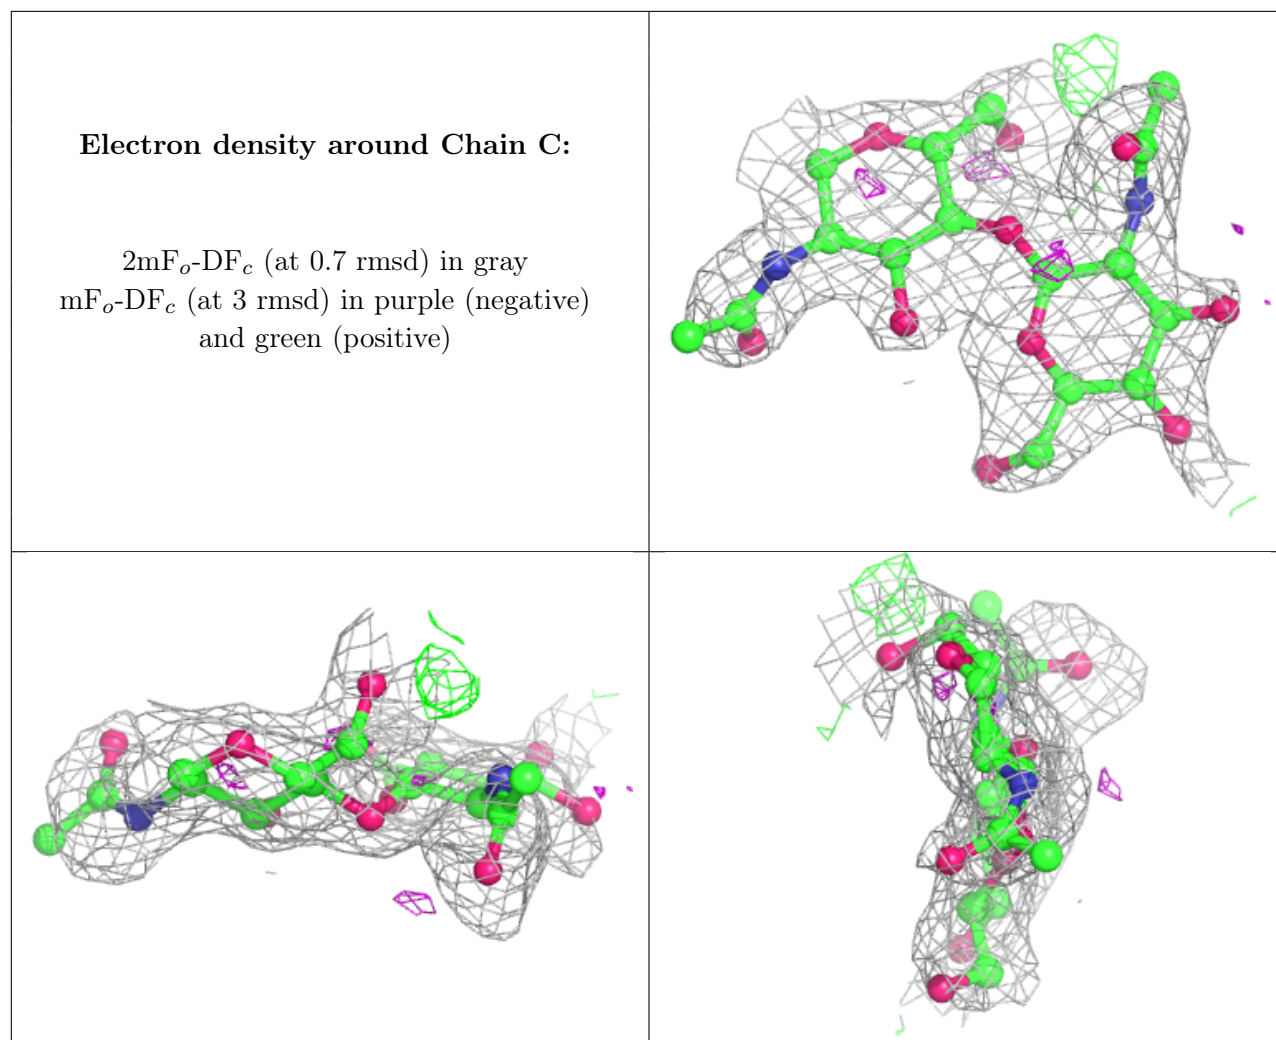 Electron density around Chain C:
2mFo-DFc (at 0.7 rmsd) in gray
mFo-DFc (at 3 rmsd) in purple (negative)
and green (positive)